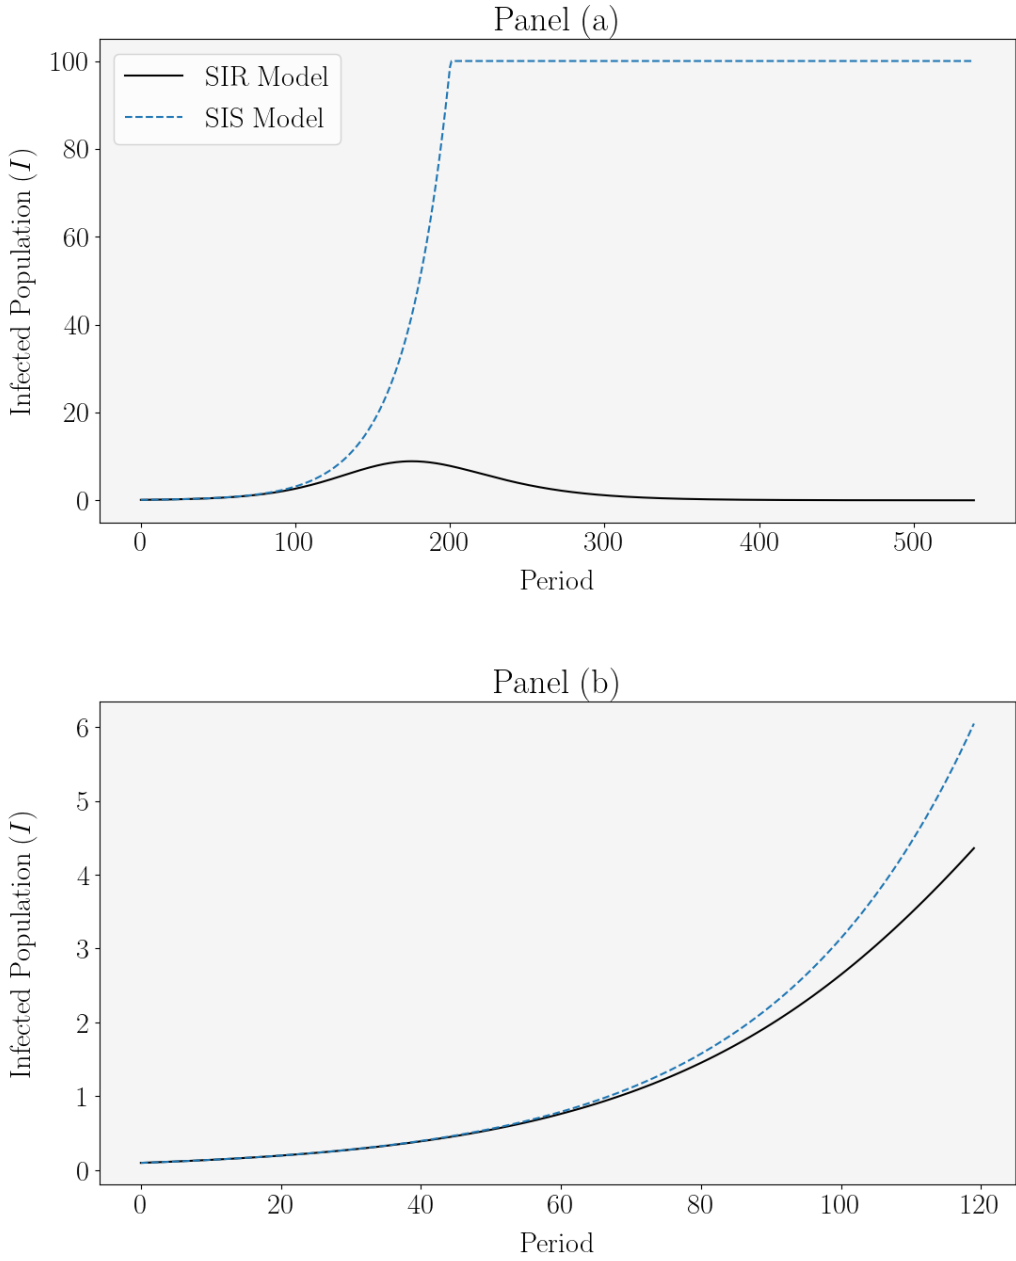 Panel (a)
SIR Model
SIS Model
100
80
60
40
20
0
Infected Population (I)
0 100 200 300 400 500
Period
Panel (b)
6
5
4
3
2
1
0
Infected Population (I)
0 20 40 60 80 100 120
Period